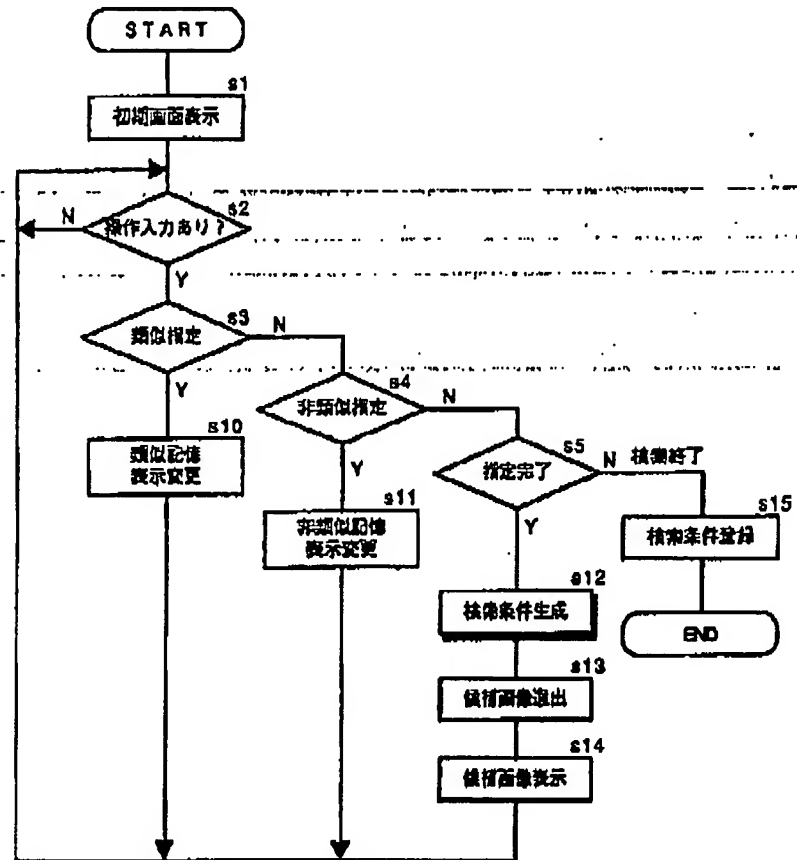 START
s1
初期画面表示
s2
操作入力あり？
N
Y
s3
類似指定
N
Y
s4
非類似指定
N
Y
s10
類似記憶
表示変更
s5
指定完了
N
検索終了
Y
s11
非類似記憶
表示変更
s15
検索条件登録
s12
検索条件生成
END
s13
候補画像選出
s14
候補画像表示